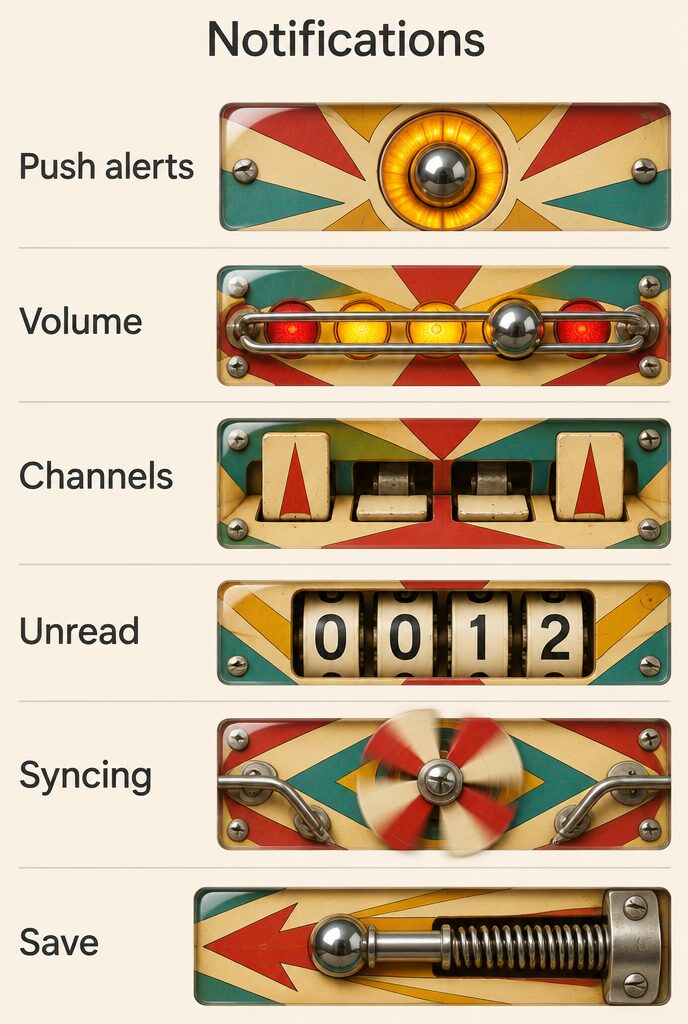 Notifications
Push alerts
Volume
Channels
Unread
0012
Syncing
Save